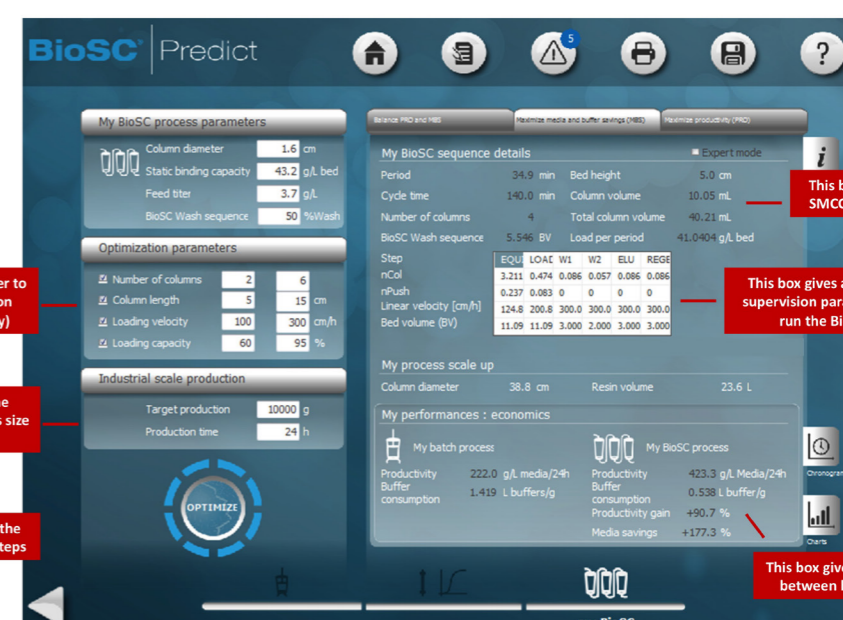 BioSC® Predict
5
?
My BioSC process parameters
Column diameter 1.6 cm
Static binding capacity 43.2 g/L bed
Feed titer 3.7 g/L
BioSC Wash sequence 50 %Wash
Optimization parameters
Number of columns 2 6
Column length 5 15 cm
Loading velocity 100 300 cm/h
Loading capacity 60 95 %
Industrial scale production
Target production 10000 g
Production time 24 h
OPTIMIZE
Balance PRO and MBS
Maximize media and buffer savings (MBS)
Maximize productivity (PRO)
My BioSC sequence details
Expert mode
Period 34.9 min Bed height 5.0 cm
Cycle time 140.0 min Column volume 10.05 mL
Number of columns 4 Total column volume 40.21 mL
BioSC Wash sequence 5.546 BV Load per period 41.0404 g/L bed
Step EQUI LOAD W1 W2 ELU REGE
nCol 3.211 0.474 0.086 0.057 0.086 0.086
nPush 0.237 0.083 0 0 0 0
Linear velocity [cm/h] 124.8 200.8 300.0 300.0 300.0 300.0
Bed volume (BV) 11.09 11.09 3.000 2.000 3.000 3.000
My process scale up
Column diameter 38.8 cm Resin volume 23.6 L
My performances : economics
My batch process
Productivity 222.0 g/L media/24h
Buffer
consumption 1.419 L buffers/g
My BioSC process
Productivity 423.3 g/L Media/24h
Buffer
consumption 0.538 L buffer/g
Productivity gain +90.7 %
Media savings +177.3 %
i
This b
SMCC
This box gives a
supervision para
run the Bi
Chronogram
Charts
This box give
between b
er to
on
y)
ne
s size
the
teps
BioSC